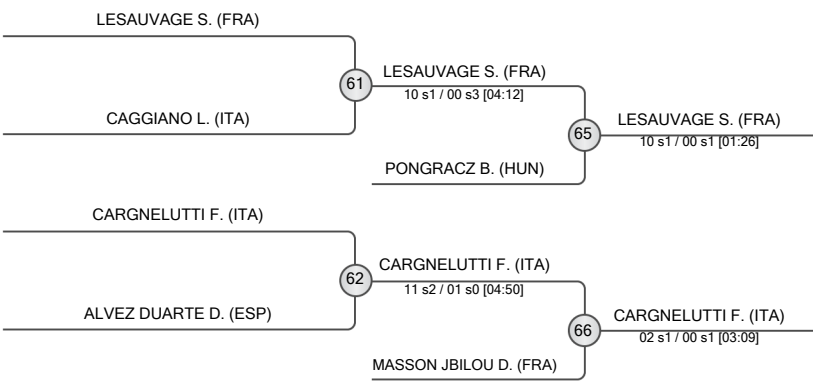 LESAUVAGE S. (FRA)
61
LESAUVAGE S. (FRA)
10 s1 / 00 s3 [04:12]
CAGGIANO L. (ITA)
65
LESAUVAGE S. (FRA)
10 s1 / 00 s1 [01:26]
PONGRACZ B. (HUN)
CARGNELUTTI F. (ITA)
62
CARGNELUTTI F. (ITA)
11 s2 / 01 s0 [04:50]
ALVEZ DUARTE D. (ESP)
66
CARGNELUTTI F. (ITA)
02 s1 / 00 s1 [03:09]
MASSON JBILOU D. (FRA)